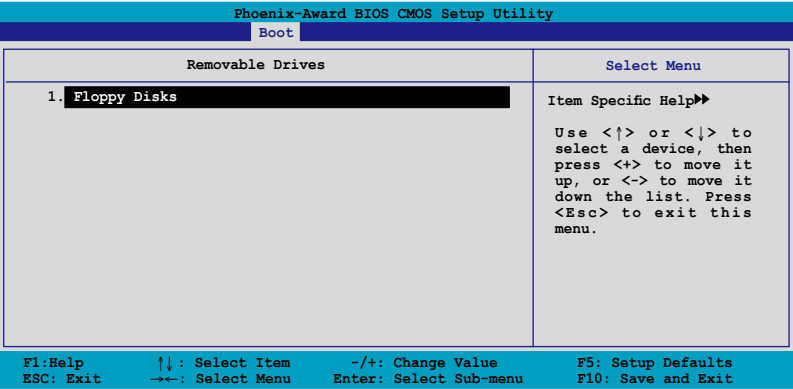 Phoenix-Award BIOS CMOS Setup Utility
Boot
Removable Drives
1. Floppy Disks
Select Menu
Item Specific Help▶▶
Use <↑> or <↓> to
select a device, then
press <+> to move it
up, or <-> to move it
down the list. Press
<Esc> to exit this
menu.
F1:Help ↑↓: Select Item -/+: Change Value F5: Setup Defaults
ESC: Exit →←: Select Menu Enter: Select Sub-menu F10: Save and Exit